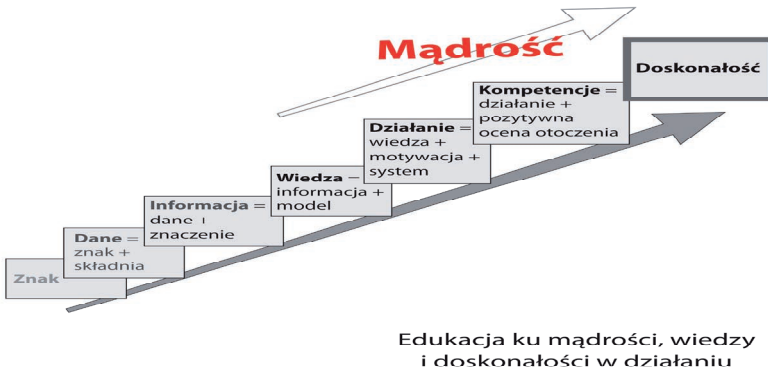 Mądrość
Doskonałość
Kompetencje =
działanie +
pozytywna
ocena otoczenia
Działanie =
wiedza +
motywacja +
system
Wiedza =
informacja +
model
Informacja =
dane +
znaczenie
Dane =
znak +
składnia
Znak
Edukacja ku mądrości, wiedzy
i doskonałości w działaniu